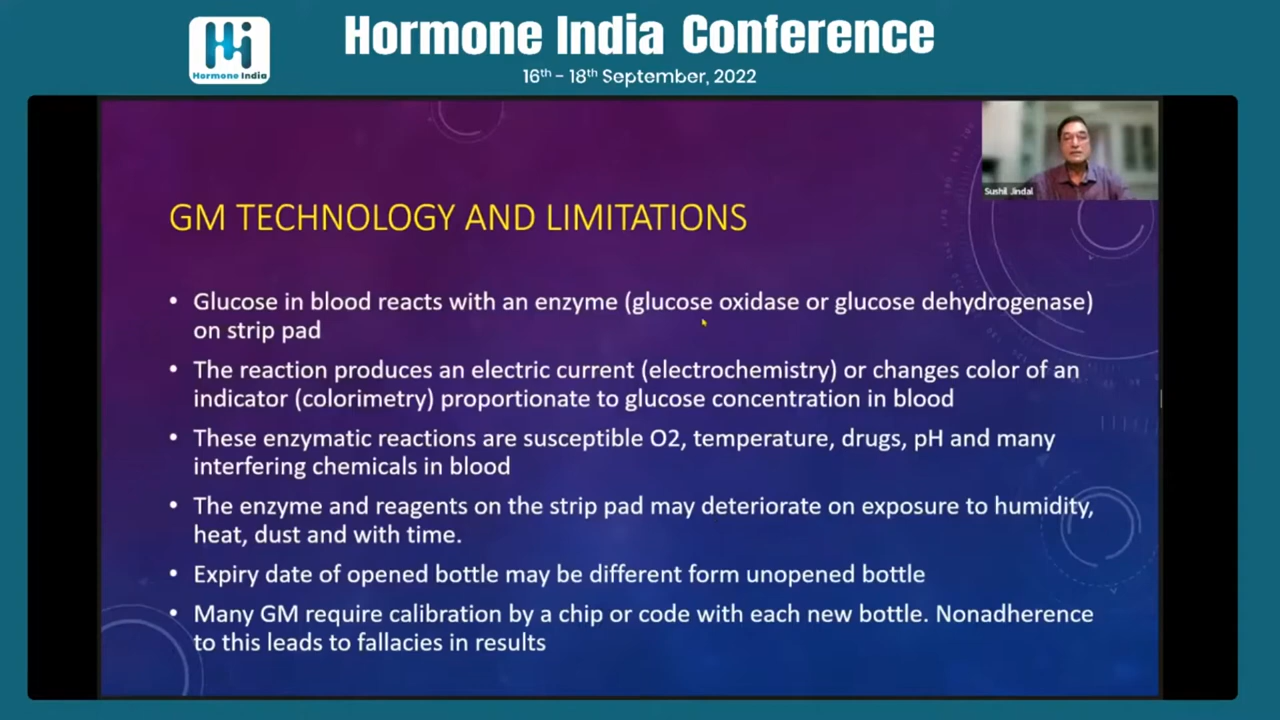 Hormone India Conference
16th - 18th September, 2022
Hormone India
Sushil Jindal
GM TECHNOLOGY AND LIMITATIONS
• Glucose in blood reacts with an enzyme (glucose oxidase or glucose dehydrogenase)
on strip pad
• The reaction produces an electric current (electrochemistry) or changes color of an
indicator (colorimetry) proportionate to glucose concentration in blood
• These enzymatic reactions are susceptible O2, temperature, drugs, pH and many
interfering chemicals in blood
• The enzyme and reagents on the strip pad may deteriorate on exposure to humidity,
heat, dust and with time.
• Expiry date of opened bottle may be different form unopened bottle
• Many GM require calibration by a chip or code with each new bottle. Nonadherence
to this leads to fallacies in results